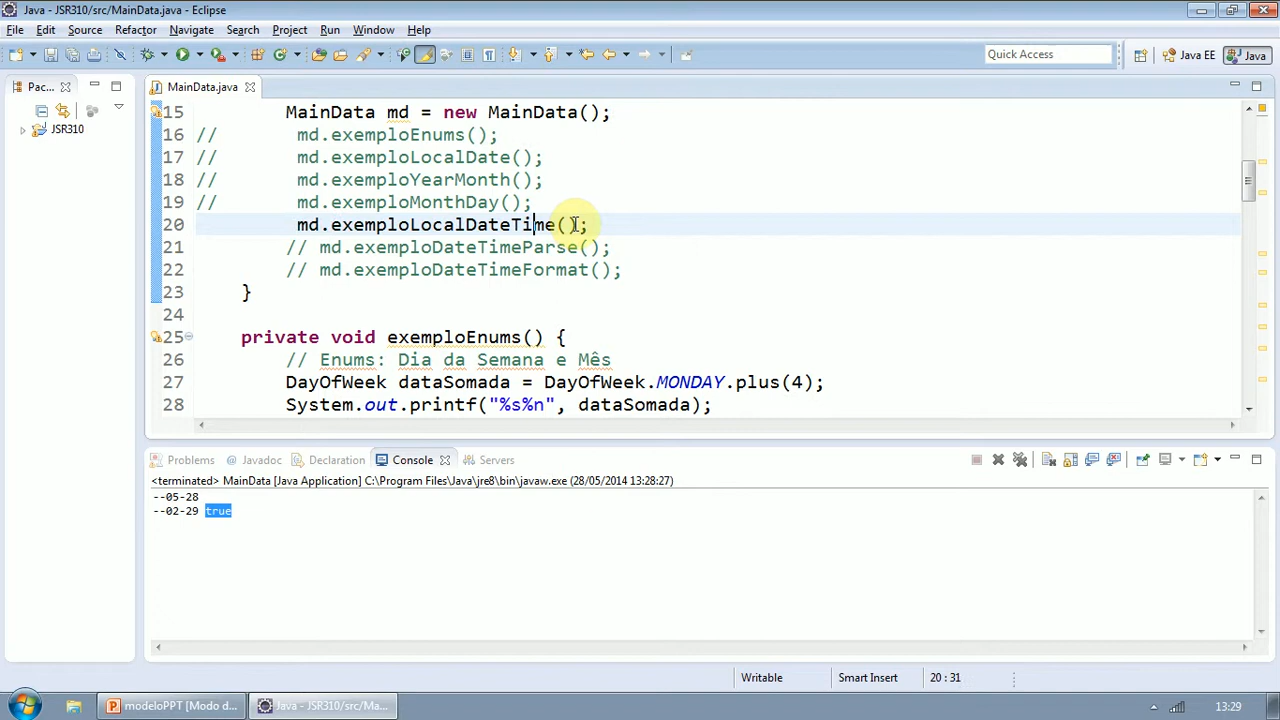 Java - JSR310/src/MainData.java - Eclipse
File Edit Source Refactor Navigate Search Project Run Window Help
Quick Access
Java EE
Java
Pac...
JSR310
MainData.java
15 MainData md = new MainData();
16 // md.exemploEnums();
17 // md.exemploLocalDate();
18 // md.exemploYearMonth();
19 // md.exemploMonthDay();
20 md.exemploLocalDateTime();
21 // md.exemploDateTimeParse();
22 // md.exemploDateTimeFormat();
23 }
24
25 private void exemploEnums() {
26 // Enums: Dia da Semana e Mês
27 DayOfWeek dataSomada = DayOfWeek.MONDAY.plus(4);
28 System.out.printf("%s%n", dataSomada);
Problems @ Javadoc Declaration Console Servers
<terminated> MainData [Java Application] C:\Program Files\Java\jre8\bin\javaw.exe (28/05/2014 13:28:27)
--05-28
--02-29 true
Writable Smart Insert 20 : 31
modeloPPT [Modo d...
Java - JSR310/src/Ma...
13:29